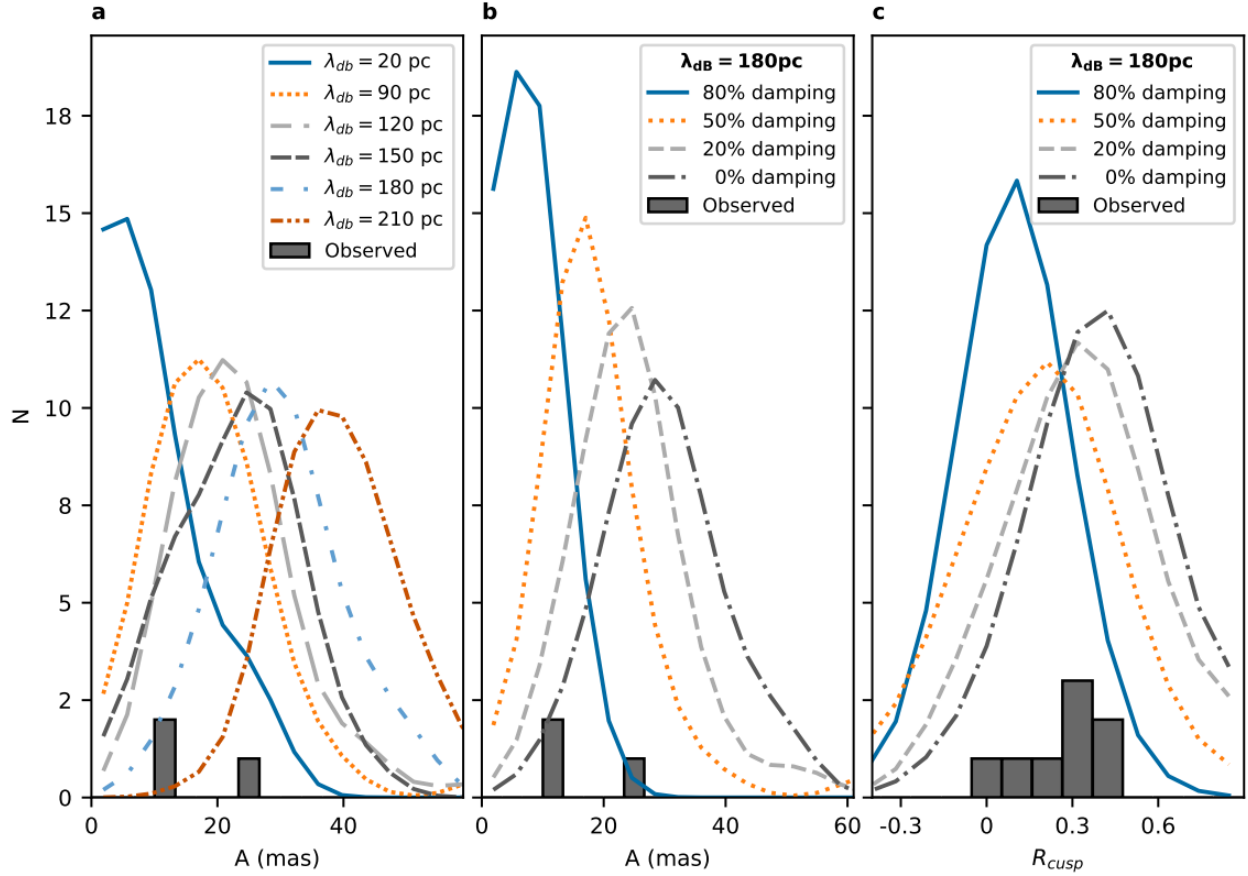 a
b
c
λdb = 20 pc
λdb = 90 pc
λdb = 120 pc
λdb = 150 pc
λdb = 180 pc
λdb = 210 pc
Observed
λdB = 180pc
80% damping
50% damping
20% damping
0% damping
Observed
λdB = 180pc
80% damping
50% damping
20% damping
0% damping
Observed
18
15
12
10
8
5
2
0
N
0 20 40
0 20 40 60
-0.3 0 0.3 0.6
A (mas)
A (mas)
Rcusp